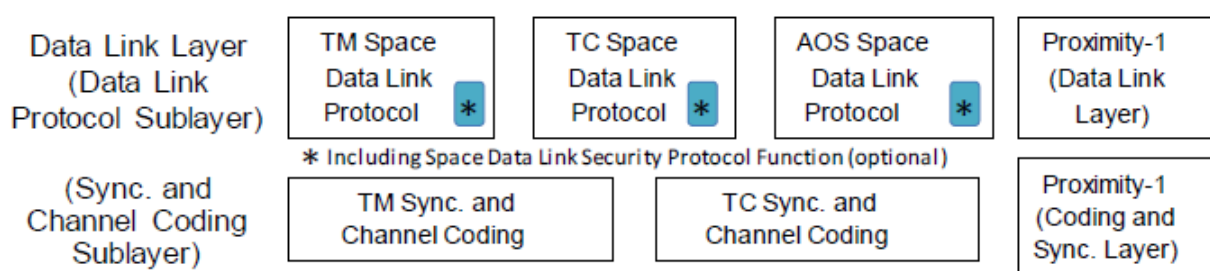 Data Link Layer
(Data Link
Protocol Sublayer)
TM Space
Data Link
Protocol *
TC Space
Data Link
Protocol *
AOS Space
Data Link
Protocol *
Proximity-1
(Data Link
Layer)
* Including Space Data Link Security Protocol Function (optional)
(Sync. and
Channel Coding
Sublayer)
TM Sync. and
Channel Coding
TC Sync. and
Channel Coding
Proximity-1
(Coding and
Sync. Layer)